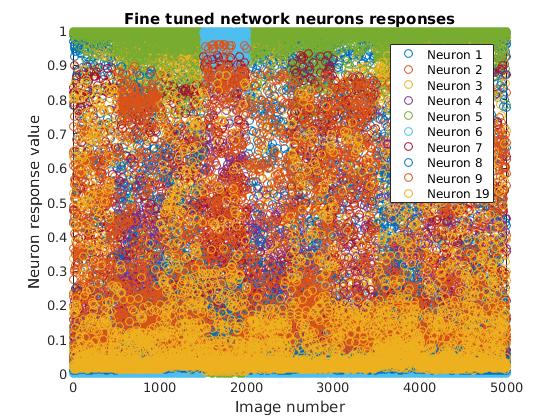 Fine tuned network neurons responses
Neuron response value
1
0.9
0.8
0.7
0.6
0.5
0.4
0.3
0.2
0.1
0
Neuron 1
Neuron 2
Neuron 3
Neuron 4
Neuron 5
Neuron 6
Neuron 7
Neuron 8
Neuron 9
Neuron 19
0 1000 2000 3000 4000 5000
Image number